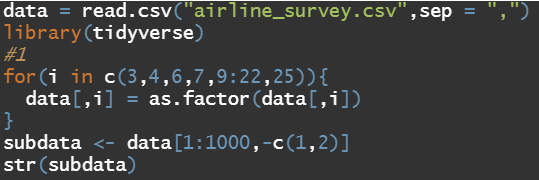 data = read.csv("airline_survey.csv",sep = ",")
library(tidyverse)
#1
for(i in c(3,4,6,7,9:22,25)){
  data[,i] = as.factor(data[,i])
}
subdata <- data[1:1000,-c(1,2)]
str(subdata)